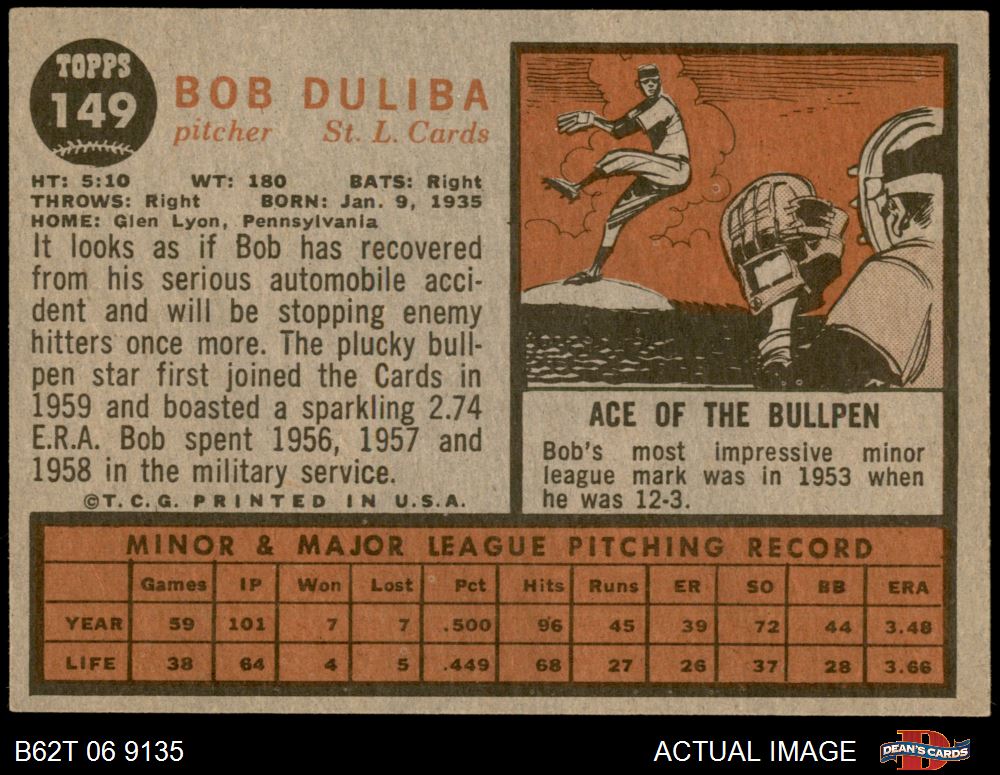 TOPPS
149
BOB DULIBA
pitcher St. L. Cards
HT: 5:10 WT: 180 BATS: Right
THROWS: Right BORN: Jan. 9, 1935
HOME: Glen Lyon, Pennsylvania
It looks as if Bob has recovered
from his serious automobile acci-
dent and will be stopping enemy
hitters once more. The plucky bull-
pen star first joined the Cards in
1959 and boasted a sparkling 2.74
E.R.A. Bob spent 1956, 1957 and
1958 in the military service.
©T.C.G. PRINTED IN U.S.A.
ACE OF THE BULLPEN
Bob's most impressive minor
league mark was in 1953 when
he was 12-3.
MINOR & MAJOR LEAGUE PITCHING RECORD
Games IP Won Lost Pct Hits Runs ER SO BB ERA
YEAR 59 101 7 7 .500 96 45 39 72 44 3.48
LIFE 38 64 4 5 .449 68 27 26 37 28 3.66
B62T 06 9135 ACTUAL IMAGE DEAN'S CARDS